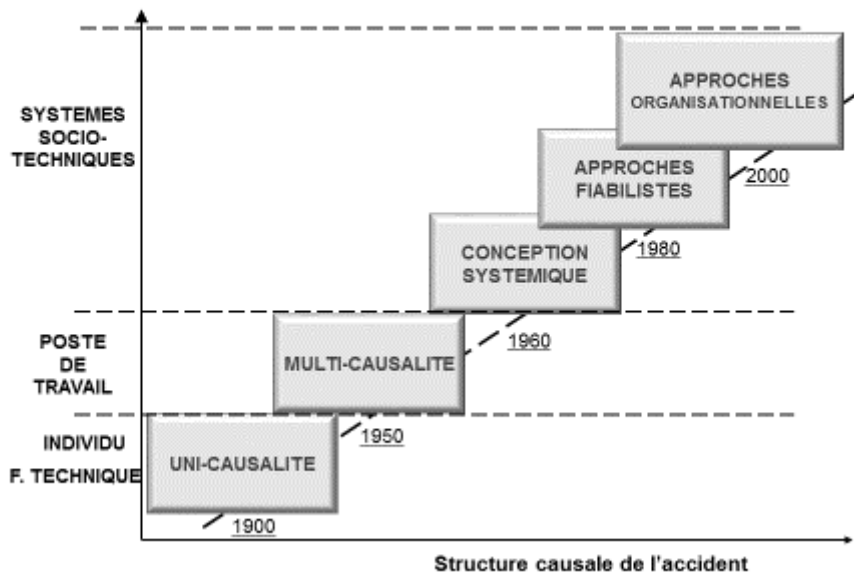 APPROCHES
ORGANISATIONNELLES
SYSTEMES
SOCIO-
TECHNIQUES
APPROCHES
FIABILISTES
2000
CONCEPTION
SYSTEMIQUE
1980
POSTE
DE
TRAVAIL
MULTI-CAUSALITE
1960
INDIVIDU
F. TECHNIQUE
UNI-CAUSALITE
1950
1900
Structure causale de l'accident